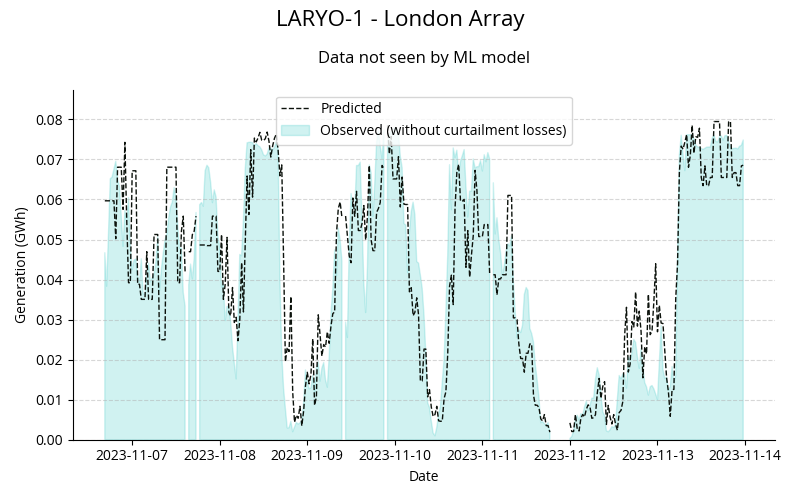 LARYO-1 - London Array
Data not seen by ML model
Predicted
Observed (without curtailment losses)
Generation (GWh)
0.08
0.07
0.06
0.05
0.04
0.03
0.02
0.01
0.00
2023-11-07 2023-11-08 2023-11-09 2023-11-10 2023-11-11 2023-11-12 2023-11-13 2023-11-14
Date